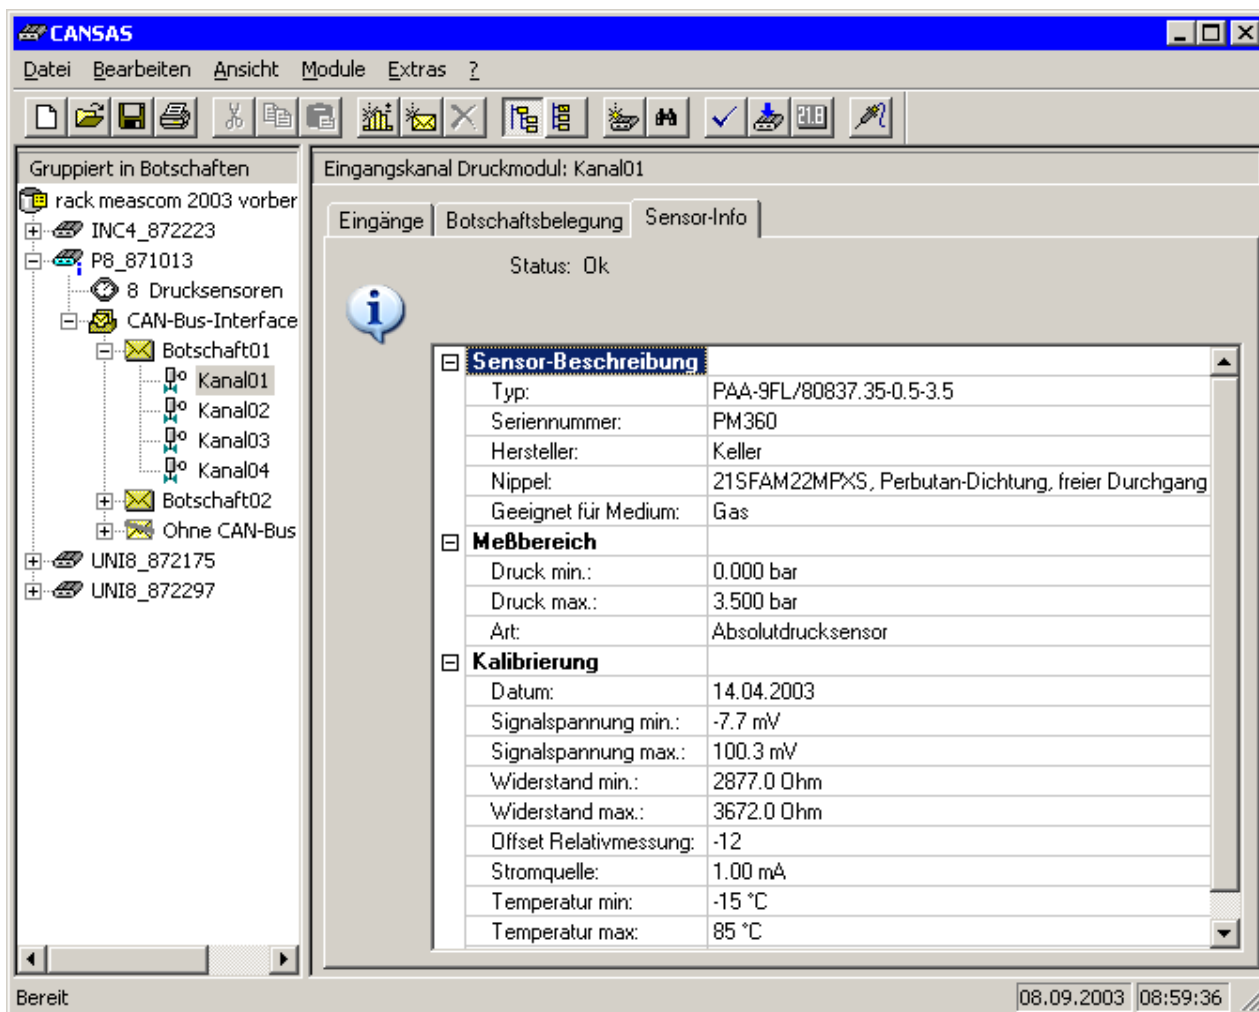 CANSAS
Datei Bearbeiten Ansicht Module Extras ?
21.8
Gruppiert in Botschaften
rack meascom 2003 vorber
INC4_872223
P8_871013
8 Drucksensoren
CAN-Bus-Interface
Botschaft01
Kanal01
Kanal02
Kanal03
Kanal04
Botschaft02
Ohne CAN-Bus
UNI8_872175
UNI8_872297
Eingangskanal Druckmodul: Kanal01
Eingänge Botschaftsbelegung Sensor-Info
Status: Ok
Sensor-Beschreibung
Typ: PAA-9FL/80837.35-0.5-3.5
Seriennummer: PM360
Hersteller: Keller
Nippel: 21SFAM22MPXS, Perbutan-Dichtung, freier Durchgang
Geeignet für Medium: Gas
Meßbereich
Druck min.: 0.000 bar
Druck max.: 3.500 bar
Art: Absolutdrucksensor
Kalibrierung
Datum: 14.04.2003
Signalspannung min.: -7.7 mV
Signalspannung max.: 100.3 mV
Widerstand min.: 2877.0 Ohm
Widerstand max.: 3672.0 Ohm
Offset Relativmessung: -12
Stromquelle: 1.00 mA
Temperatur min: -15 °C
Temperatur max: 85 °C
Bereit 08.09.2003 08:59:36